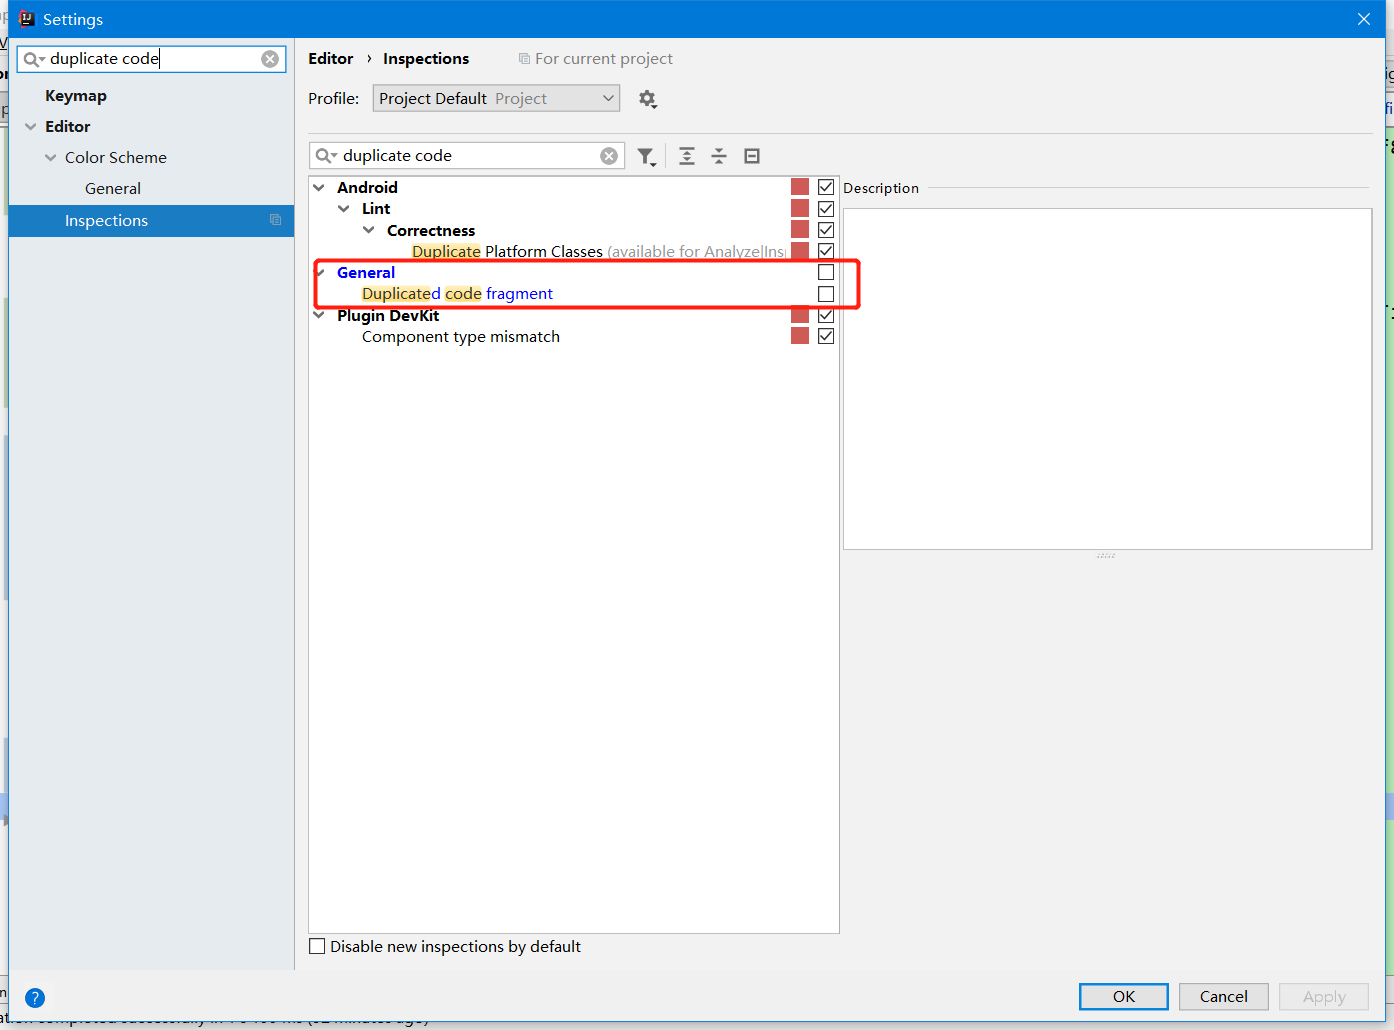 Settings
duplicate code
Keymap
Editor
Color Scheme
General
Inspections
Editor › Inspections For current project
Profile: Project Default Project
duplicate code
Android
Lint
Correctness
Duplicate Platform Classes (available for Analyze|Ins
General
Duplicated code fragment
Plugin DevKit
Component type mismatch
Description
Disable new inspections by default
?
OK
Cancel
Apply